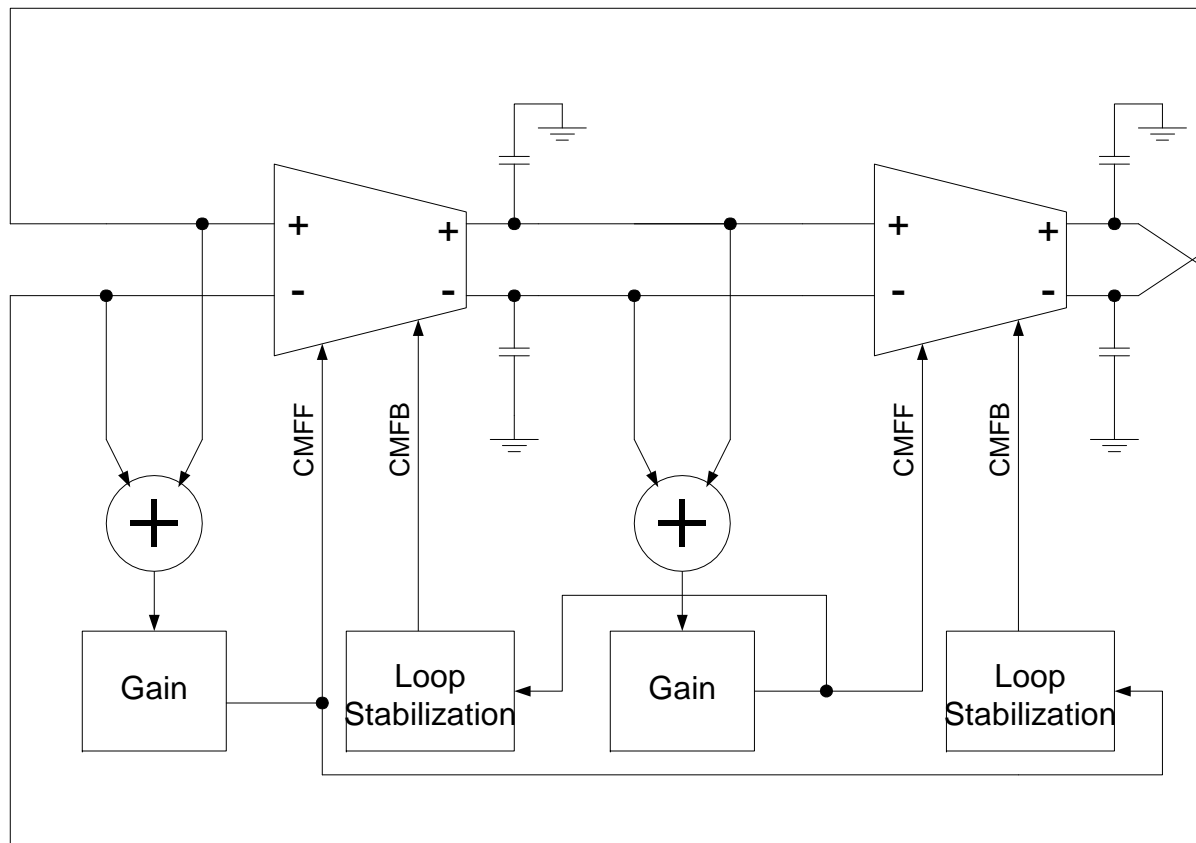 +
+
-
-
+
+
-
-
CMFF
CMFB
CMFF
CMFB
+
+
Gain
Loop
Stabilization
Gain
Loop
Stabilization